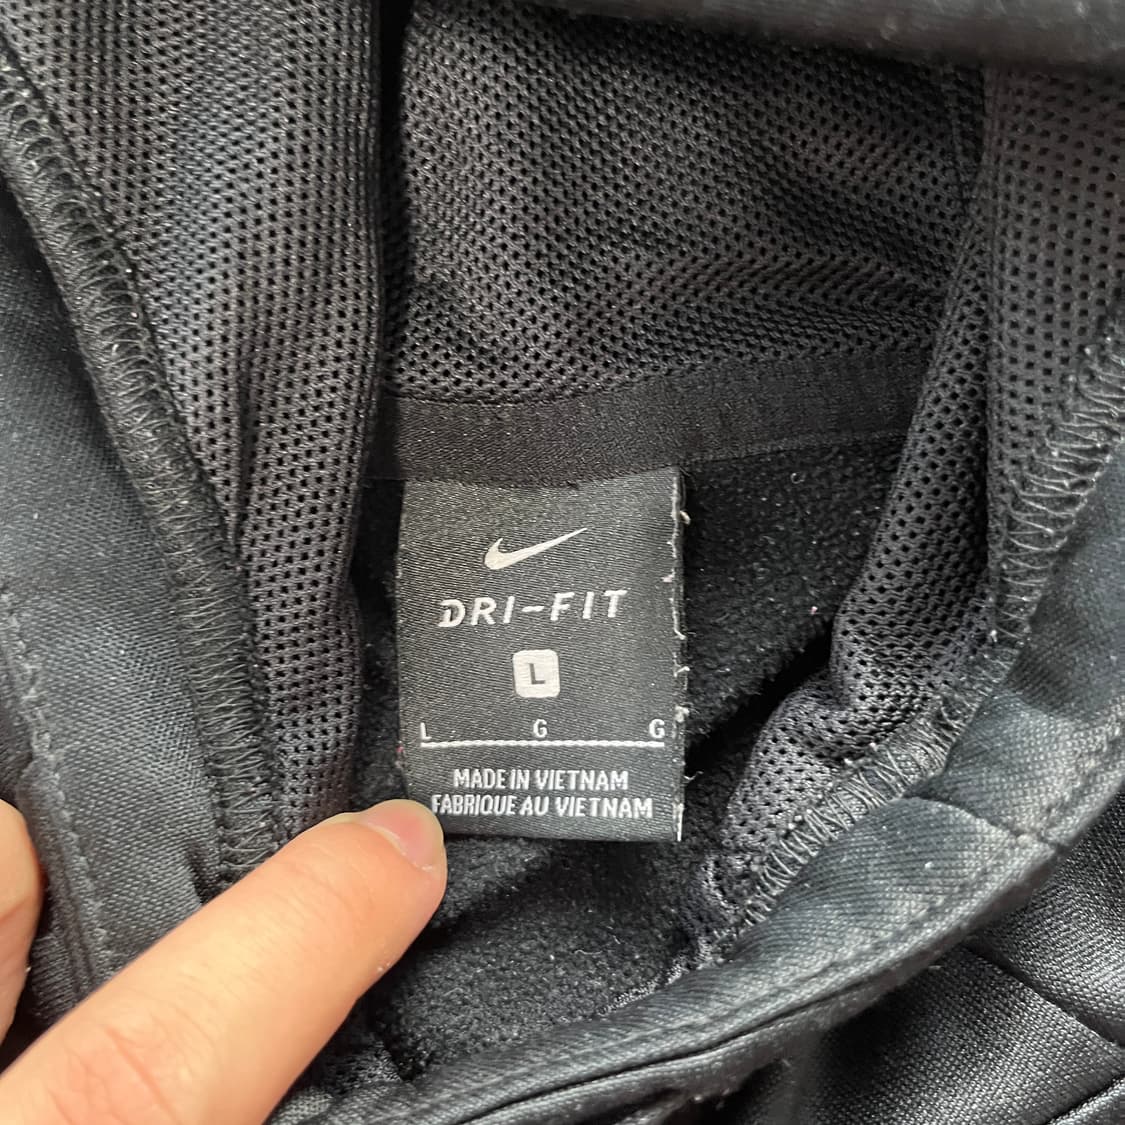 DRI-FIT
L
L G G
MADE IN VIETNAM
FABRIQUE AU VIETNAM